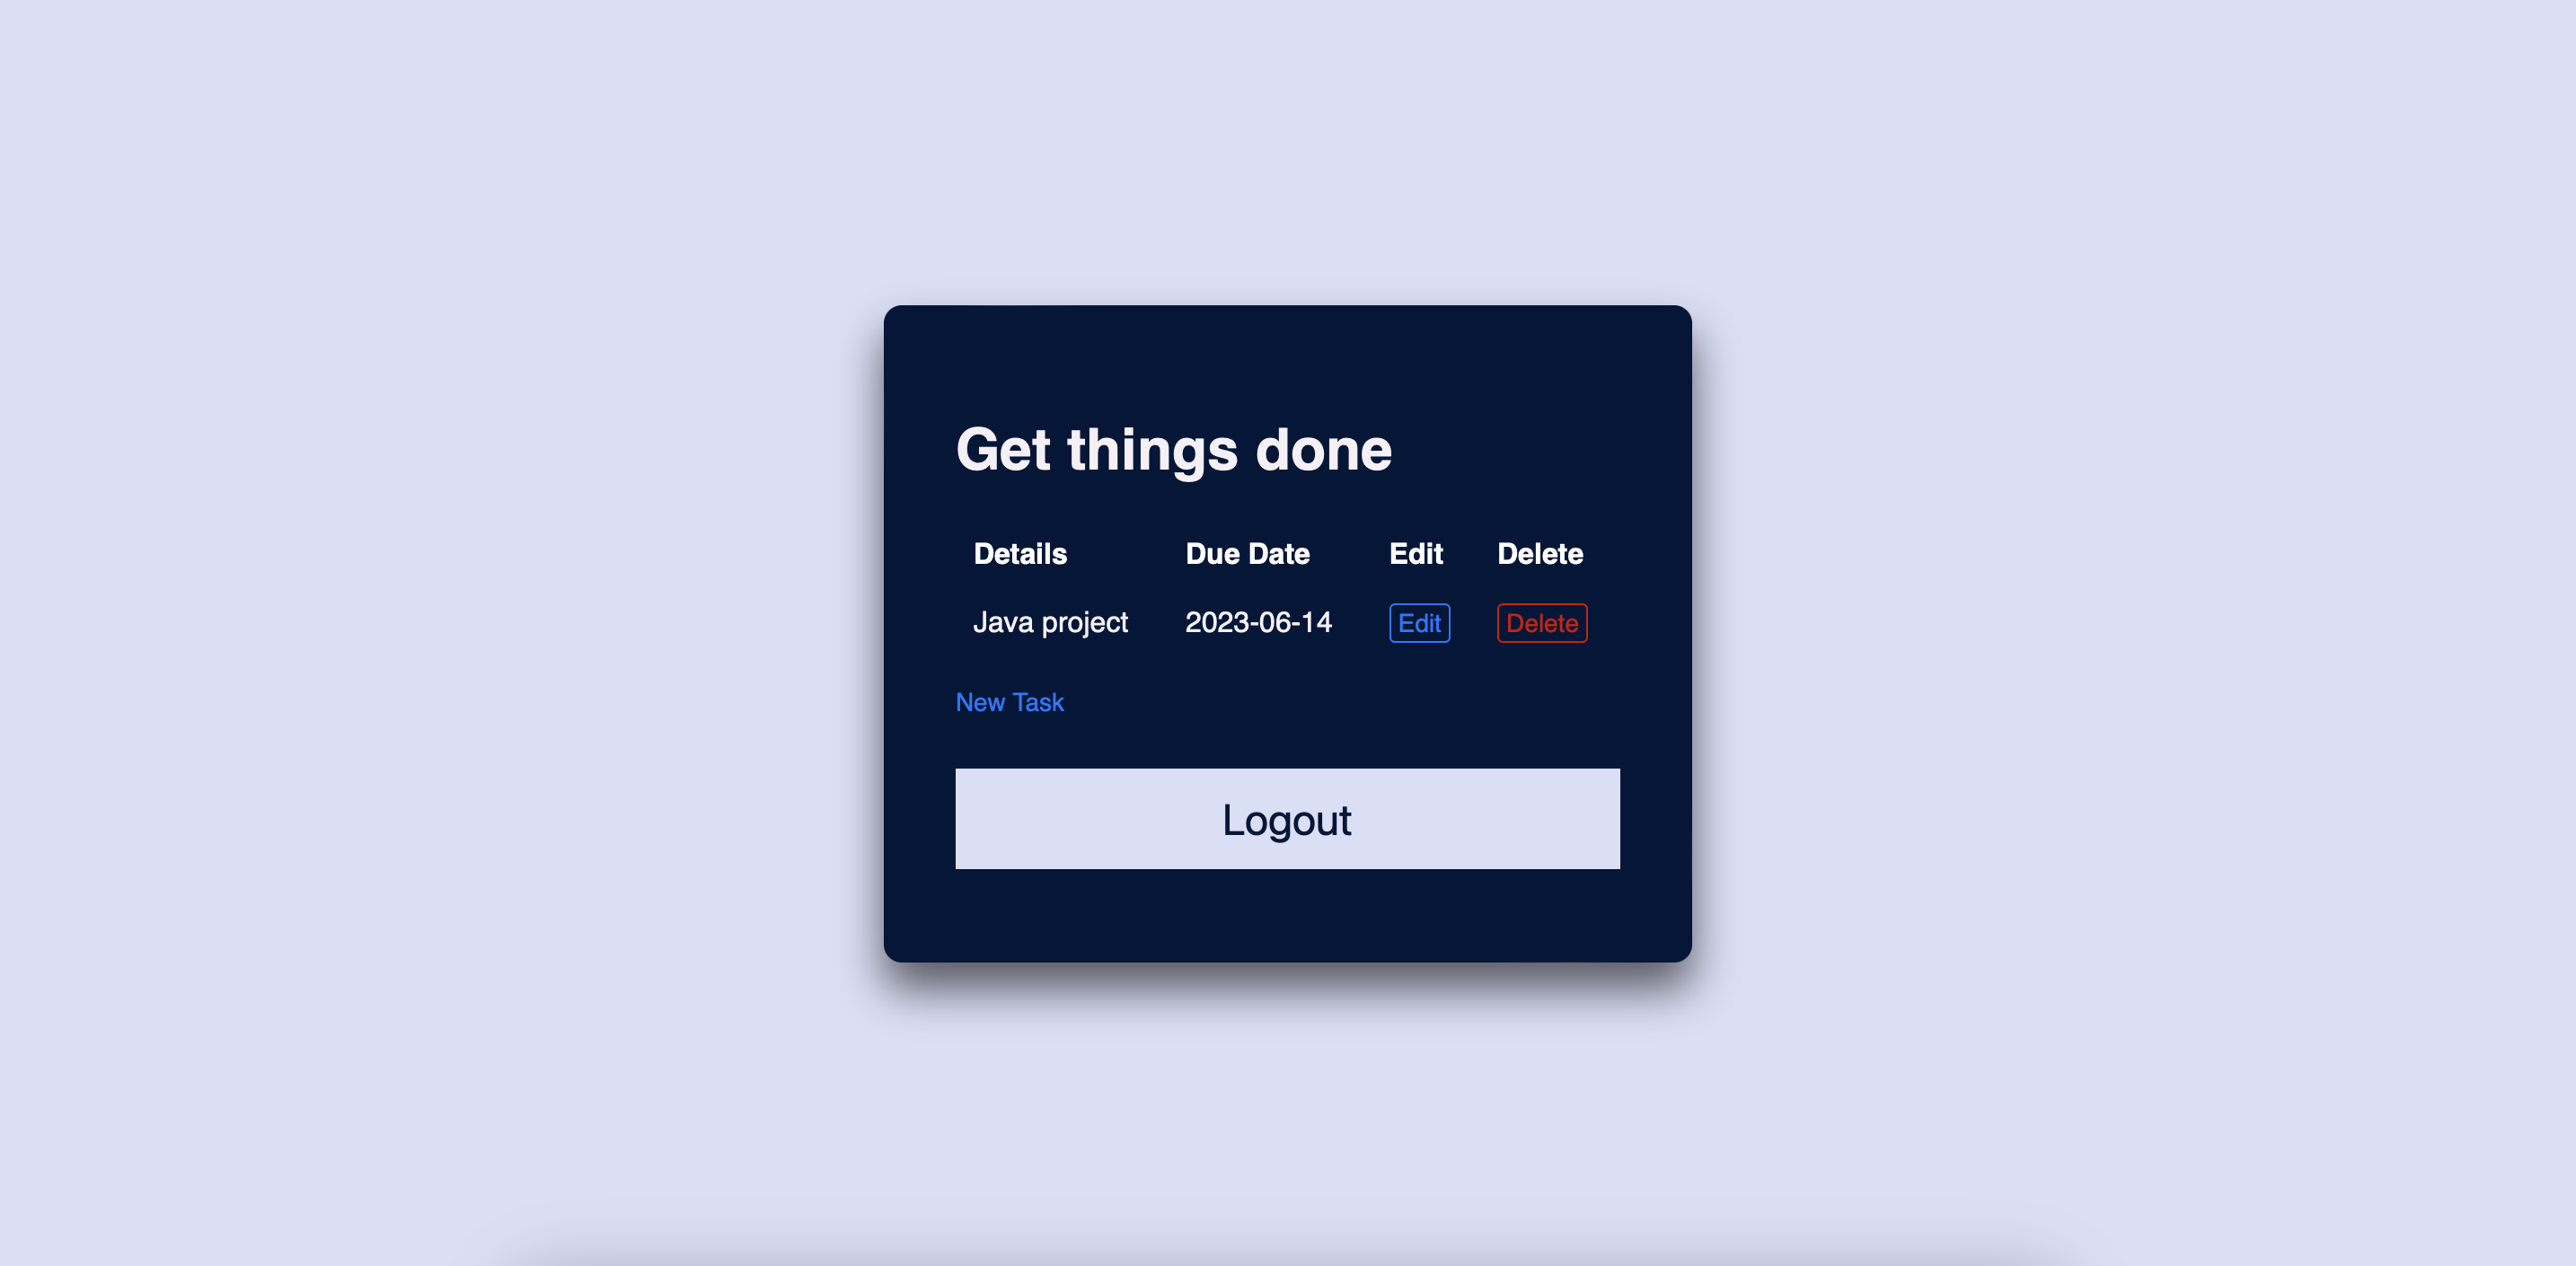 Get things done
Details Due Date Edit Delete
Java project 2023-06-14 Edit Delete
New Task
Logout